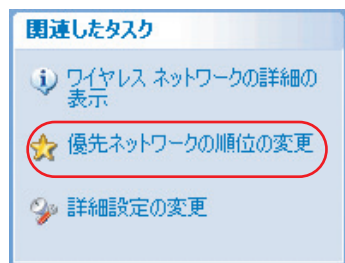 関連したタスク
ワイヤレス ネットワークの詳細の
表示
優先ネットワークの順位の変更
詳細設定の変更